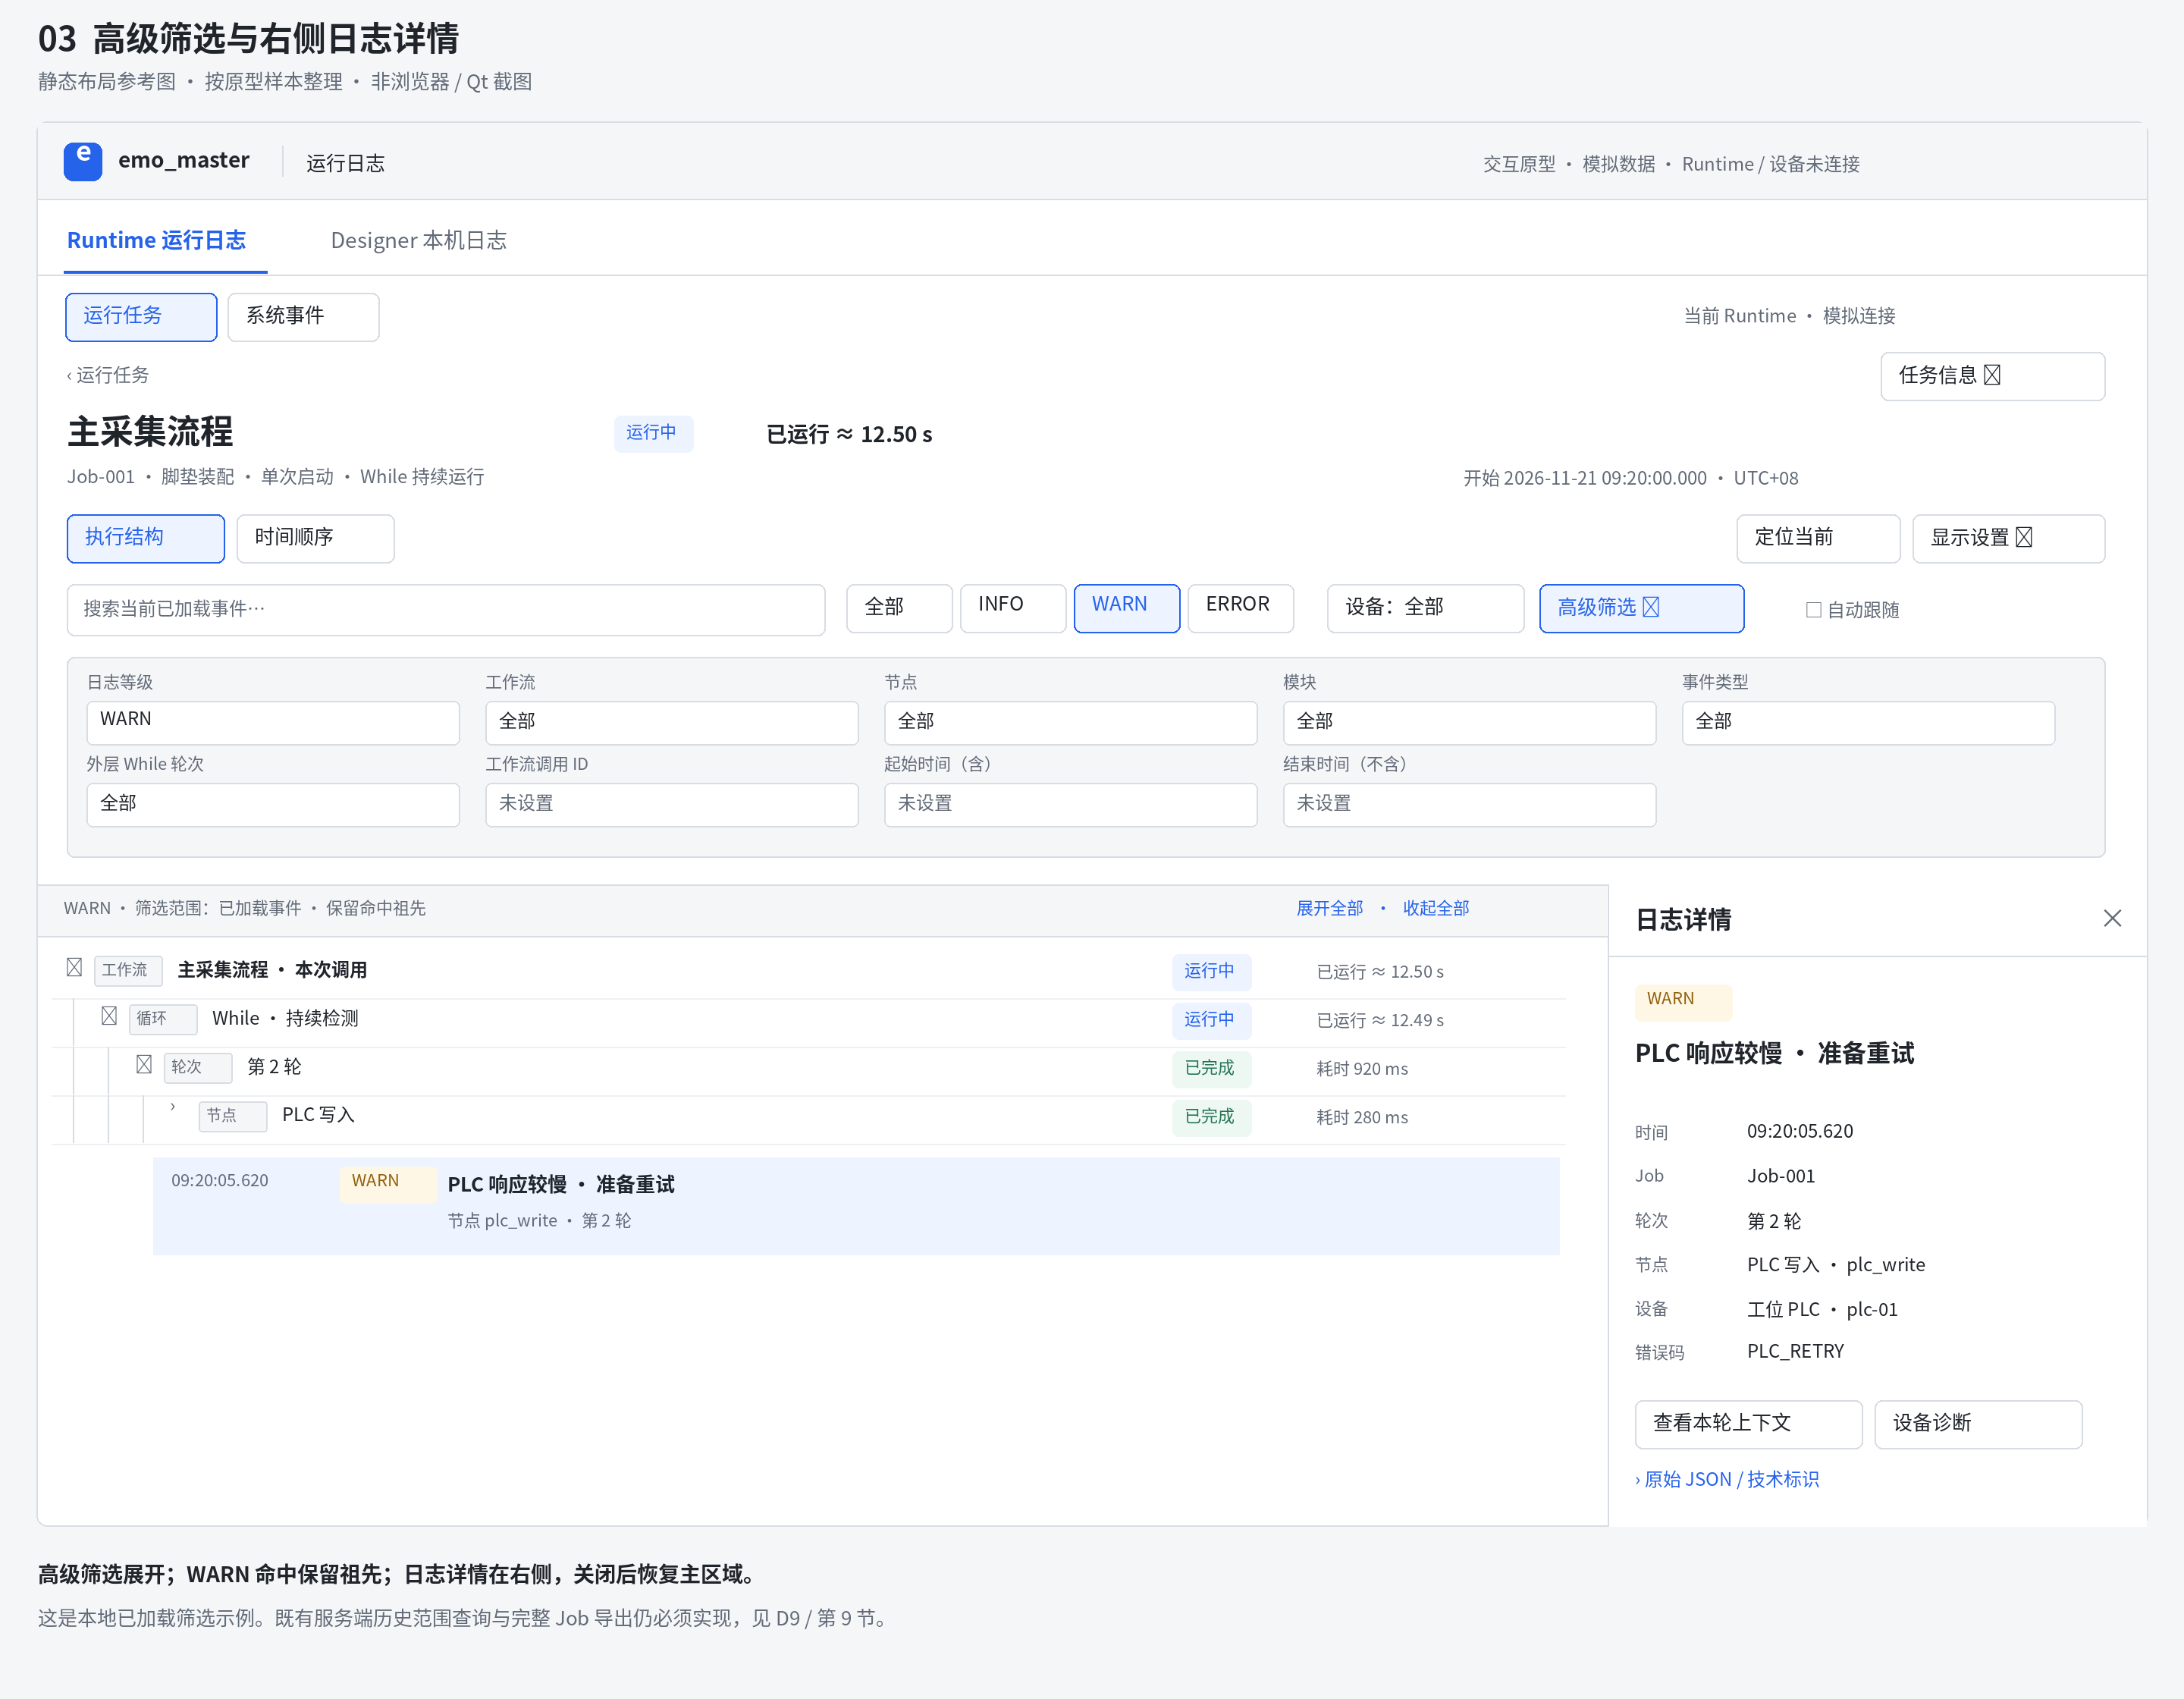 03 高级筛选与右侧日志详情
静态布局参考图 • 按原型样本整理 • 非浏览器 / Qt 截图
e emo_master 运行日志 交互原型 • 模拟数据 • Runtime / 设备未连接
Runtime 运行日志 Designer 本机日志
运行任务 系统事件 当前 Runtime • 模拟连接
‹ 运行任务 任务信息
主采集流程 运行中 已运行 ≈ 12.50 s
Job-001 • 脚垫装配 • 单次启动 • While 持续运行 开始 2026-11-21 09:20:00.000 • UTC+08
执行结构 时间顺序 定位当前 显示设置
搜索当前已加载事件… 全部 INFO WARN ERROR 设备：全部 高级筛选 □ 自动跟随
日志等级 工作流 节点 模块 事件类型
WARN 全部 全部 全部 全部
外层 While 轮次 工作流调用 ID 起始时间（含） 结束时间（不含）
全部 未设置 未设置 未设置
WARN • 筛选范围：已加载事件 • 保留命中祖先 展开全部 • 收起全部
工作流 主采集流程 • 本次调用 运行中 已运行 ≈ 12.50 s
循环 While • 持续检测 运行中 已运行 ≈ 12.49 s
轮次 第 2 轮 已完成 耗时 920 ms
› 节点 PLC 写入 已完成 耗时 280 ms
09:20:05.620 WARN PLC 响应较慢 • 准备重试
节点 plc_write • 第 2 轮
日志详情 ×
WARN
PLC 响应较慢 • 准备重试
时间 09:20:05.620
Job Job-001
轮次 第 2 轮
节点 PLC 写入 • plc_write
设备 工位 PLC • plc-01
错误码 PLC_RETRY
查看本轮上下文 设备诊断
› 原始 JSON / 技术标识
高级筛选展开；WARN 命中保留祖先；日志详情在右侧，关闭后恢复主区域。
这是本地已加载筛选示例。既有服务端历史范围查询与完整 Job 导出仍必须实现，见 D9 / 第 9 节。